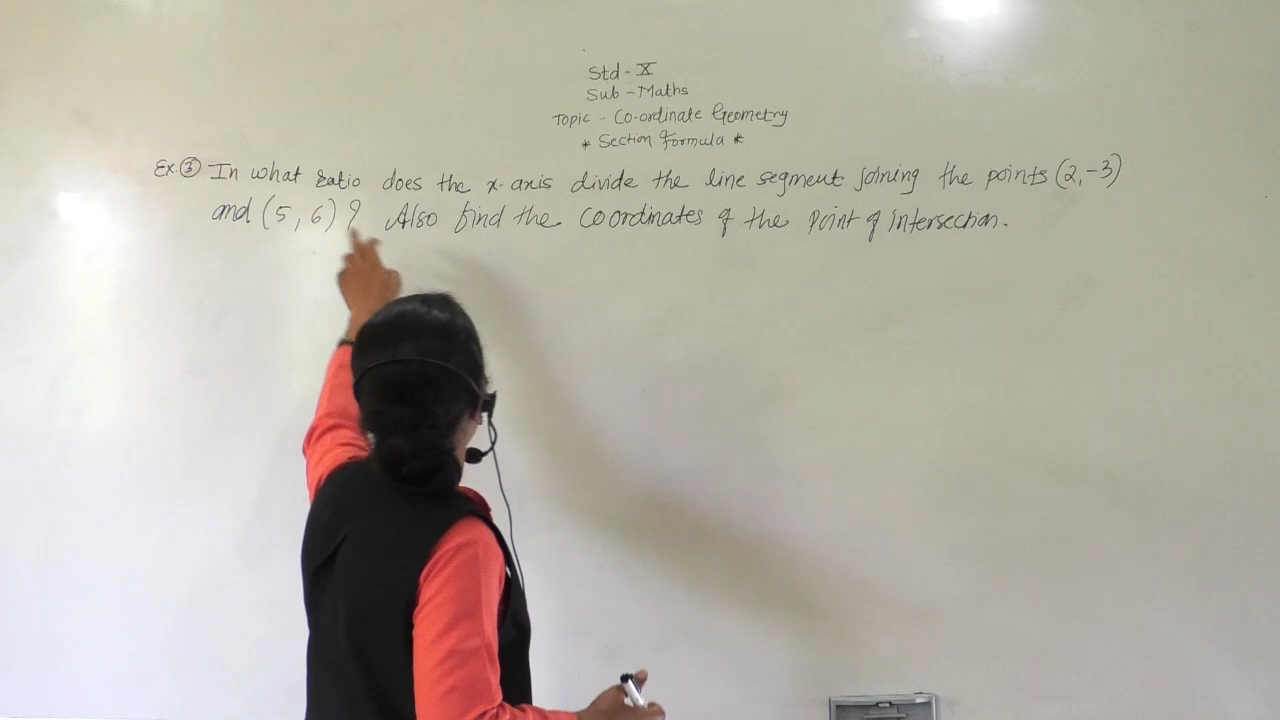 Std - X
Sub - Maths
Topic - Co-ordinate Geometry
* Section formula *
Ex. ③ In what ratio does the x-axis divide the line segment joining the points (2, -3)
and (5, 6)? Also find the coordinates of the point of intersection.